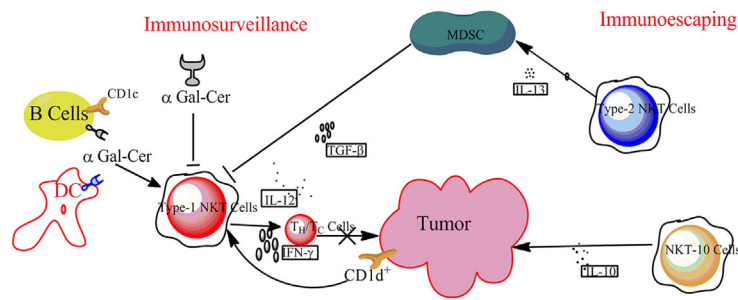 Immunosurveillance
Immunoescaping
MDSC
CD1c
α Gal-Cer
IL-13
B Cells
Type-2 NKT Cells
TGF-β
α Gal-Cer
DC
IL-12
Type-1 NKT Cells
Tumor
TH/TC Cells
IFN-γ
NKT-10 Cells
CD1d+
IL-10